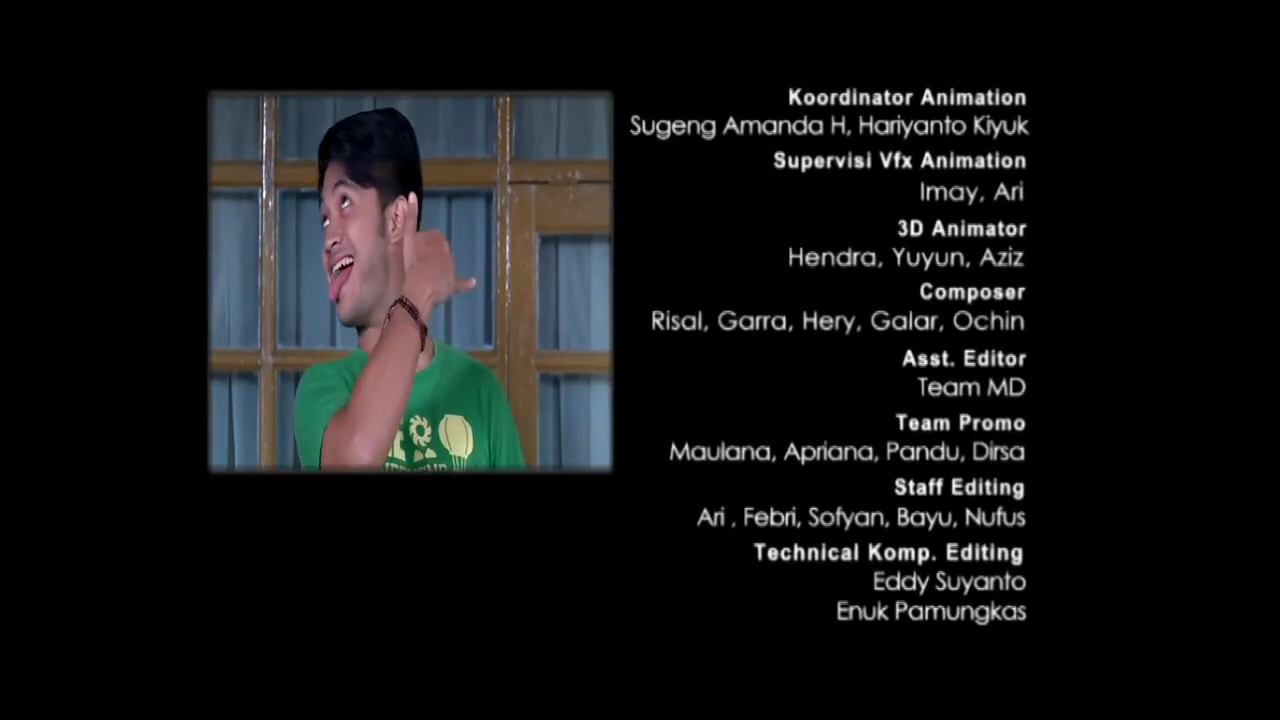 Koordinator Animation
Sugeng Amanda H, Hariyanto Kiyuk
Supervisi Vfx Animation
Imay, Ari
3D Animator
Hendra, Yuyun, Aziz
Composer
Risal, Garra, Hery, Galar, Ochin
Asst. Editor
Team MD
Team Promo
Maulana, Apriana, Pandu, Dirsa
Staff Editing
Ari , Febri, Sofyan, Bayu, Nufus
Technical Komp. Editing
Eddy Suyanto
Enuk Pamungkas